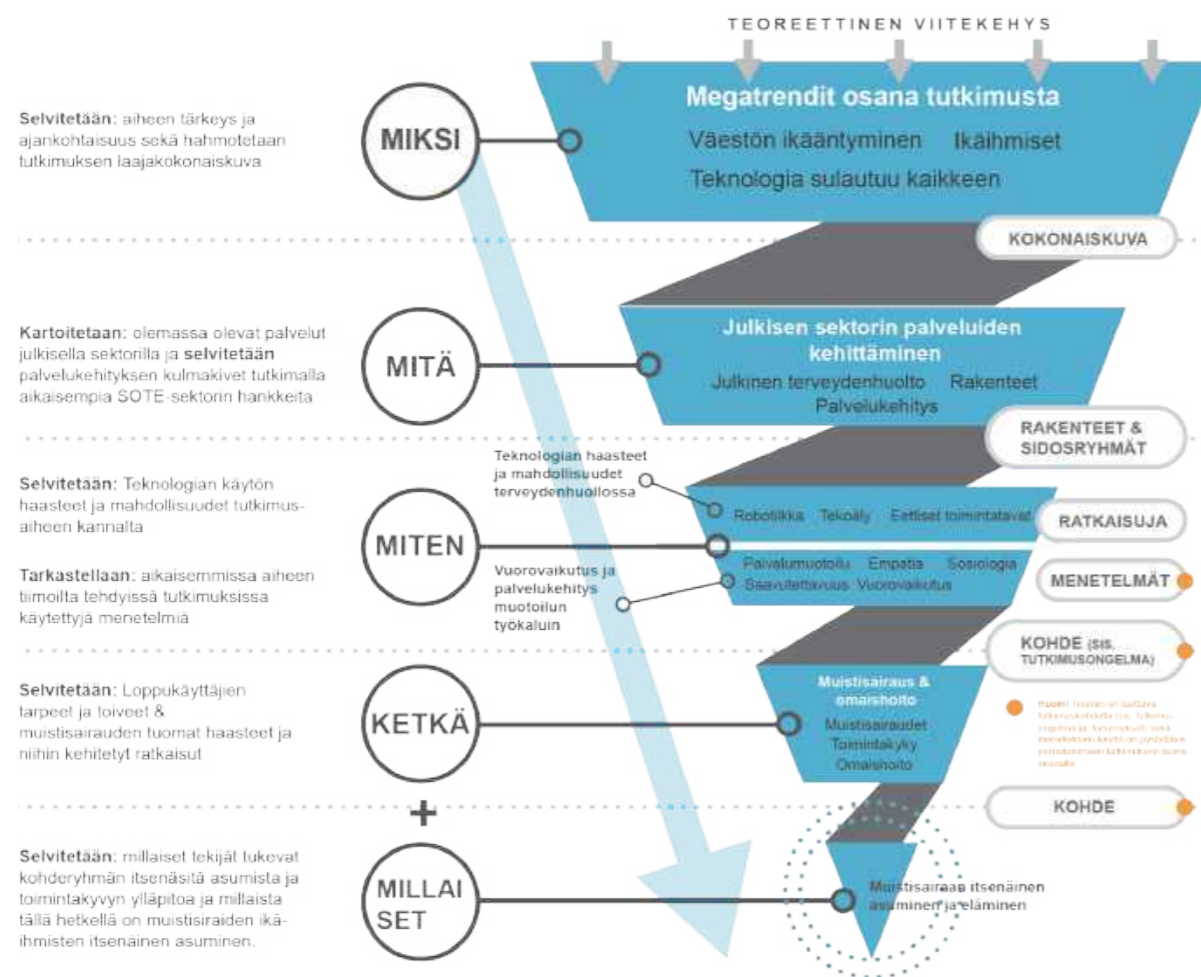 TEOREETTINEN VIITEKEHYS
Selvitetään: aiheen tärkeys ja
ajankohtaisuus sekä hahmotetaan
tutkimuksen laajakokonaiskuva
MIKSI
Megatrendit osana tutkimusta
Väestön ikääntyminen Ikäihmiset
Teknologia sulautuu kaikkeen
KOKONAISKUVA
Kartoitetaan: olemassa olevat palvelut
julkisella sektorilla ja selvitetään
palvelukehityksen kulmakivet tutkimalla
aikaisempia SOTE-sektorin hankkeita
MITÄ
Julkisen sektorin palveluiden
kehittäminen
Julkinen terveydenhuolto Rakenteet
Palvelukehitys
RAKENTEET &
SIDOSRYHMÄT
Selvitetään: Teknologian käytön
haasteet ja mahdollisuudet tutkimus-
aiheen kannalta
Tarkastellaan: aikaisemmissa aiheen
tiimoilta tehdyissä tutkimuksissa
käytettyjä menetelmiä
MITEN
Teknologian haasteet
ja mahdollisuudet
terveydenhuollossa
Robotiikka Tekoäly Eettiset toimintatavat
RATKAISUJA
Vuorovaikutus ja
palvelukehitys
muotoilun
työkaluin
Palvelumuotoilu Empatia Sosiologia
Saavutettavuus Vuorovaikutus
MENETELMÄT
KOHDE (SIS.
TUTKIMUSONGELMA)
Selvitetään: Loppukäyttäjien
tarpeet ja toiveet &
muistisairauden tuomat haasteet ja
niihin kehitetyt ratkaisut
KETKÄ
Muistisairaus &
omaishoito
Muistisairaudet
Toimintakyky
Omaishoito
KOHDE
+
Selvitetään: millaiset tekijät tukevat
kohderyhmän itsenäsitä asumista ja
toimintakyvyn ylläpitoa ja millaista
tällä hetkellä on muistisiraiden ikä-
ihmisten itsenäinen asuminen.
MILLAI
SET
Muistisairaan itsenäinen
asuminen ja eläminen